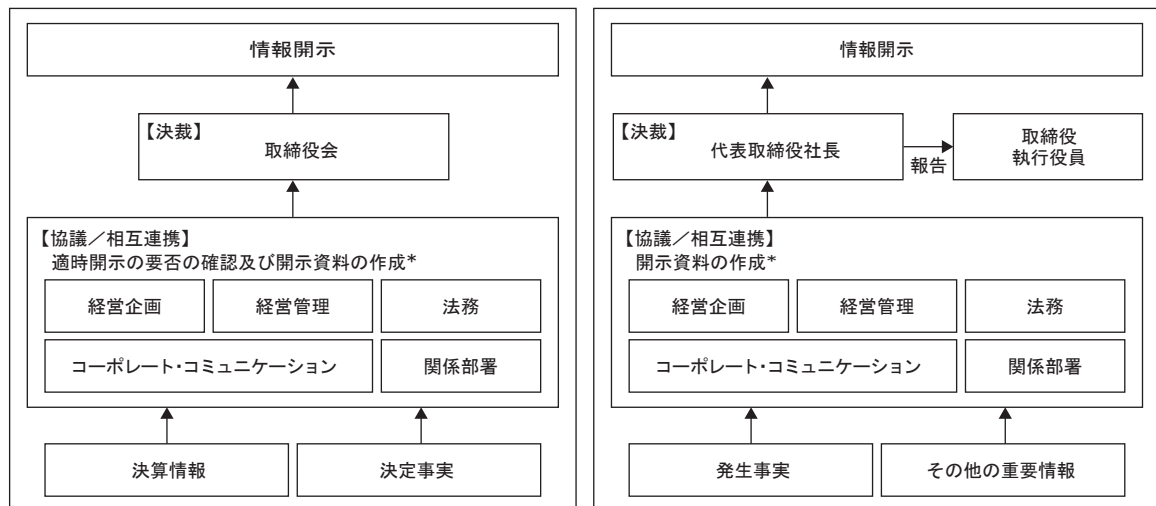 情報開示
【決裁】
取締役会
【協議／相互連携】
適時開示の要否の確認及び開示資料の作成*
経営企画
経営管理
法務
コーポレート・コミュニケーション
関係部署
決算情報
決定事実
情報開示
【決裁】
代表取締役社長
報告
取締役
執行役員
【協議／相互連携】
開示資料の作成*
経営企画
経営管理
法務
コーポレート・コミュニケーション
関係部署
発生事実
その他の重要情報